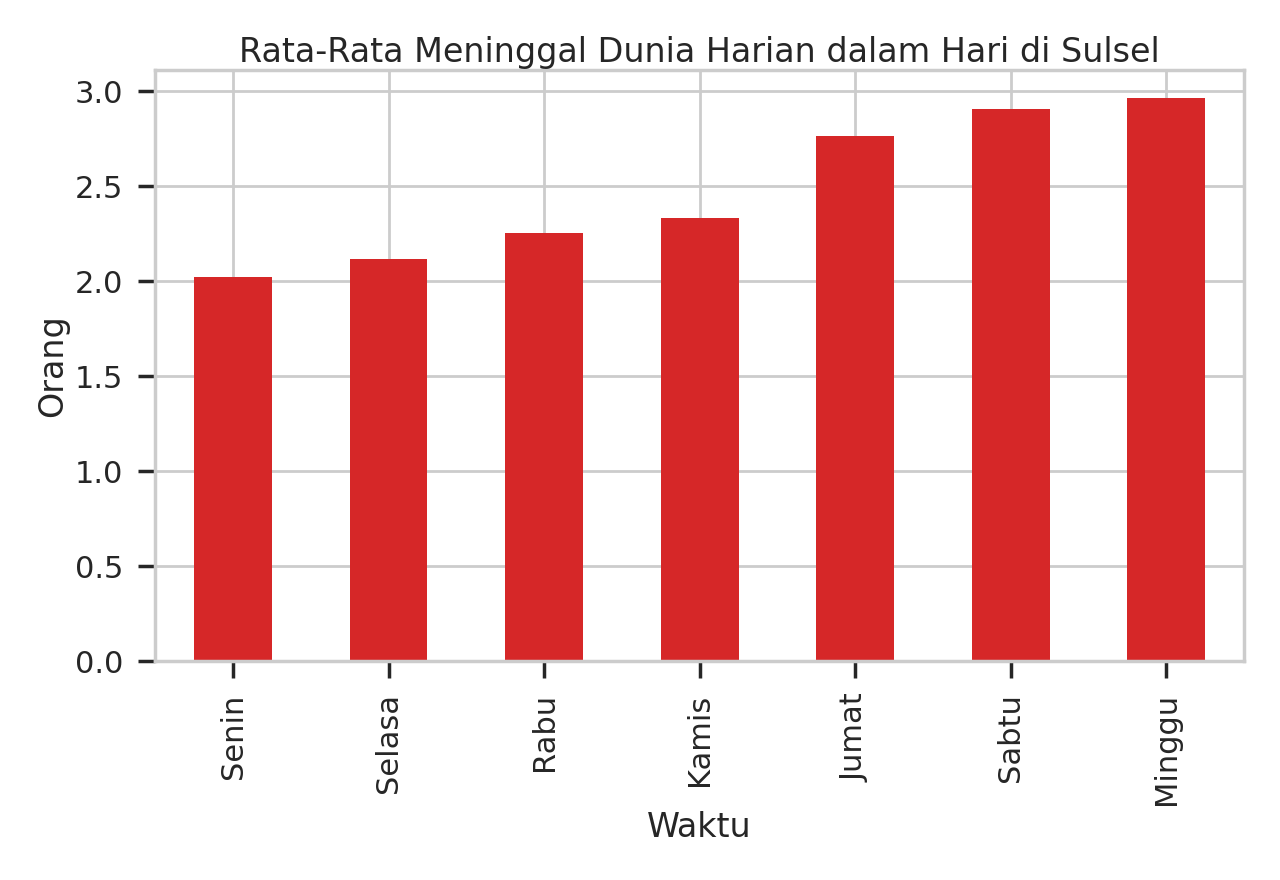 Rata-Rata Meninggal Dunia Harian dalam Hari di Sulsel
3.0
2.5
2.0
1.5
1.0
0.5
0.0
Orang
Senin
Selasa
Rabu
Kamis
Jumat
Sabtu
Minggu
Waktu